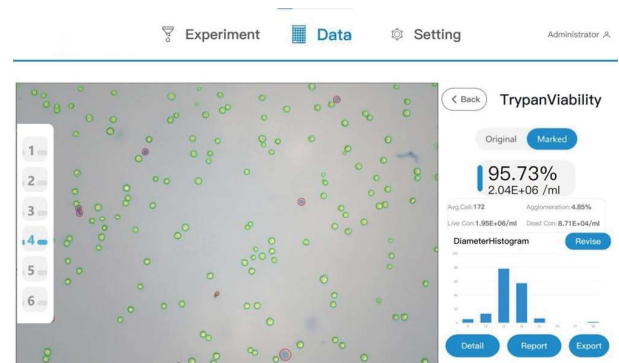 Experiment
Data
Setting
Administrator
1
2
3
4
5
6
< Back
TrypanViability
Original
Marked
95.73%
2.04E+06 /ml
Avg.Cell:172
Agglomeration:4.85%
Live Con:1.95E+06/ml
Dead Con:8.71E+04/ml
DiameterHistogram
Revise
Detail
Report
Export